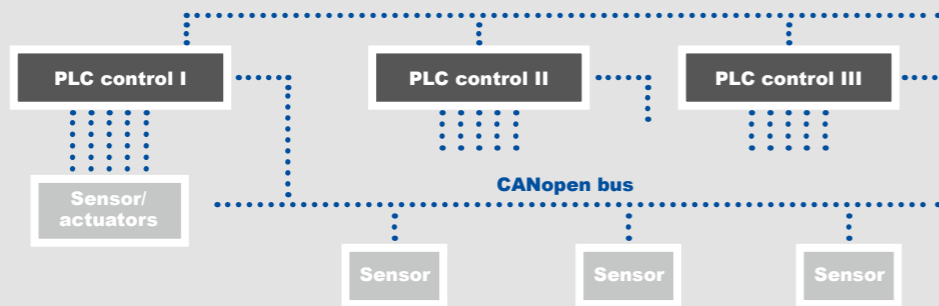 PLC control I
PLC control II
PLC control III
CANopen bus
Sensor/
actuators
Sensor
Sensor
Sensor